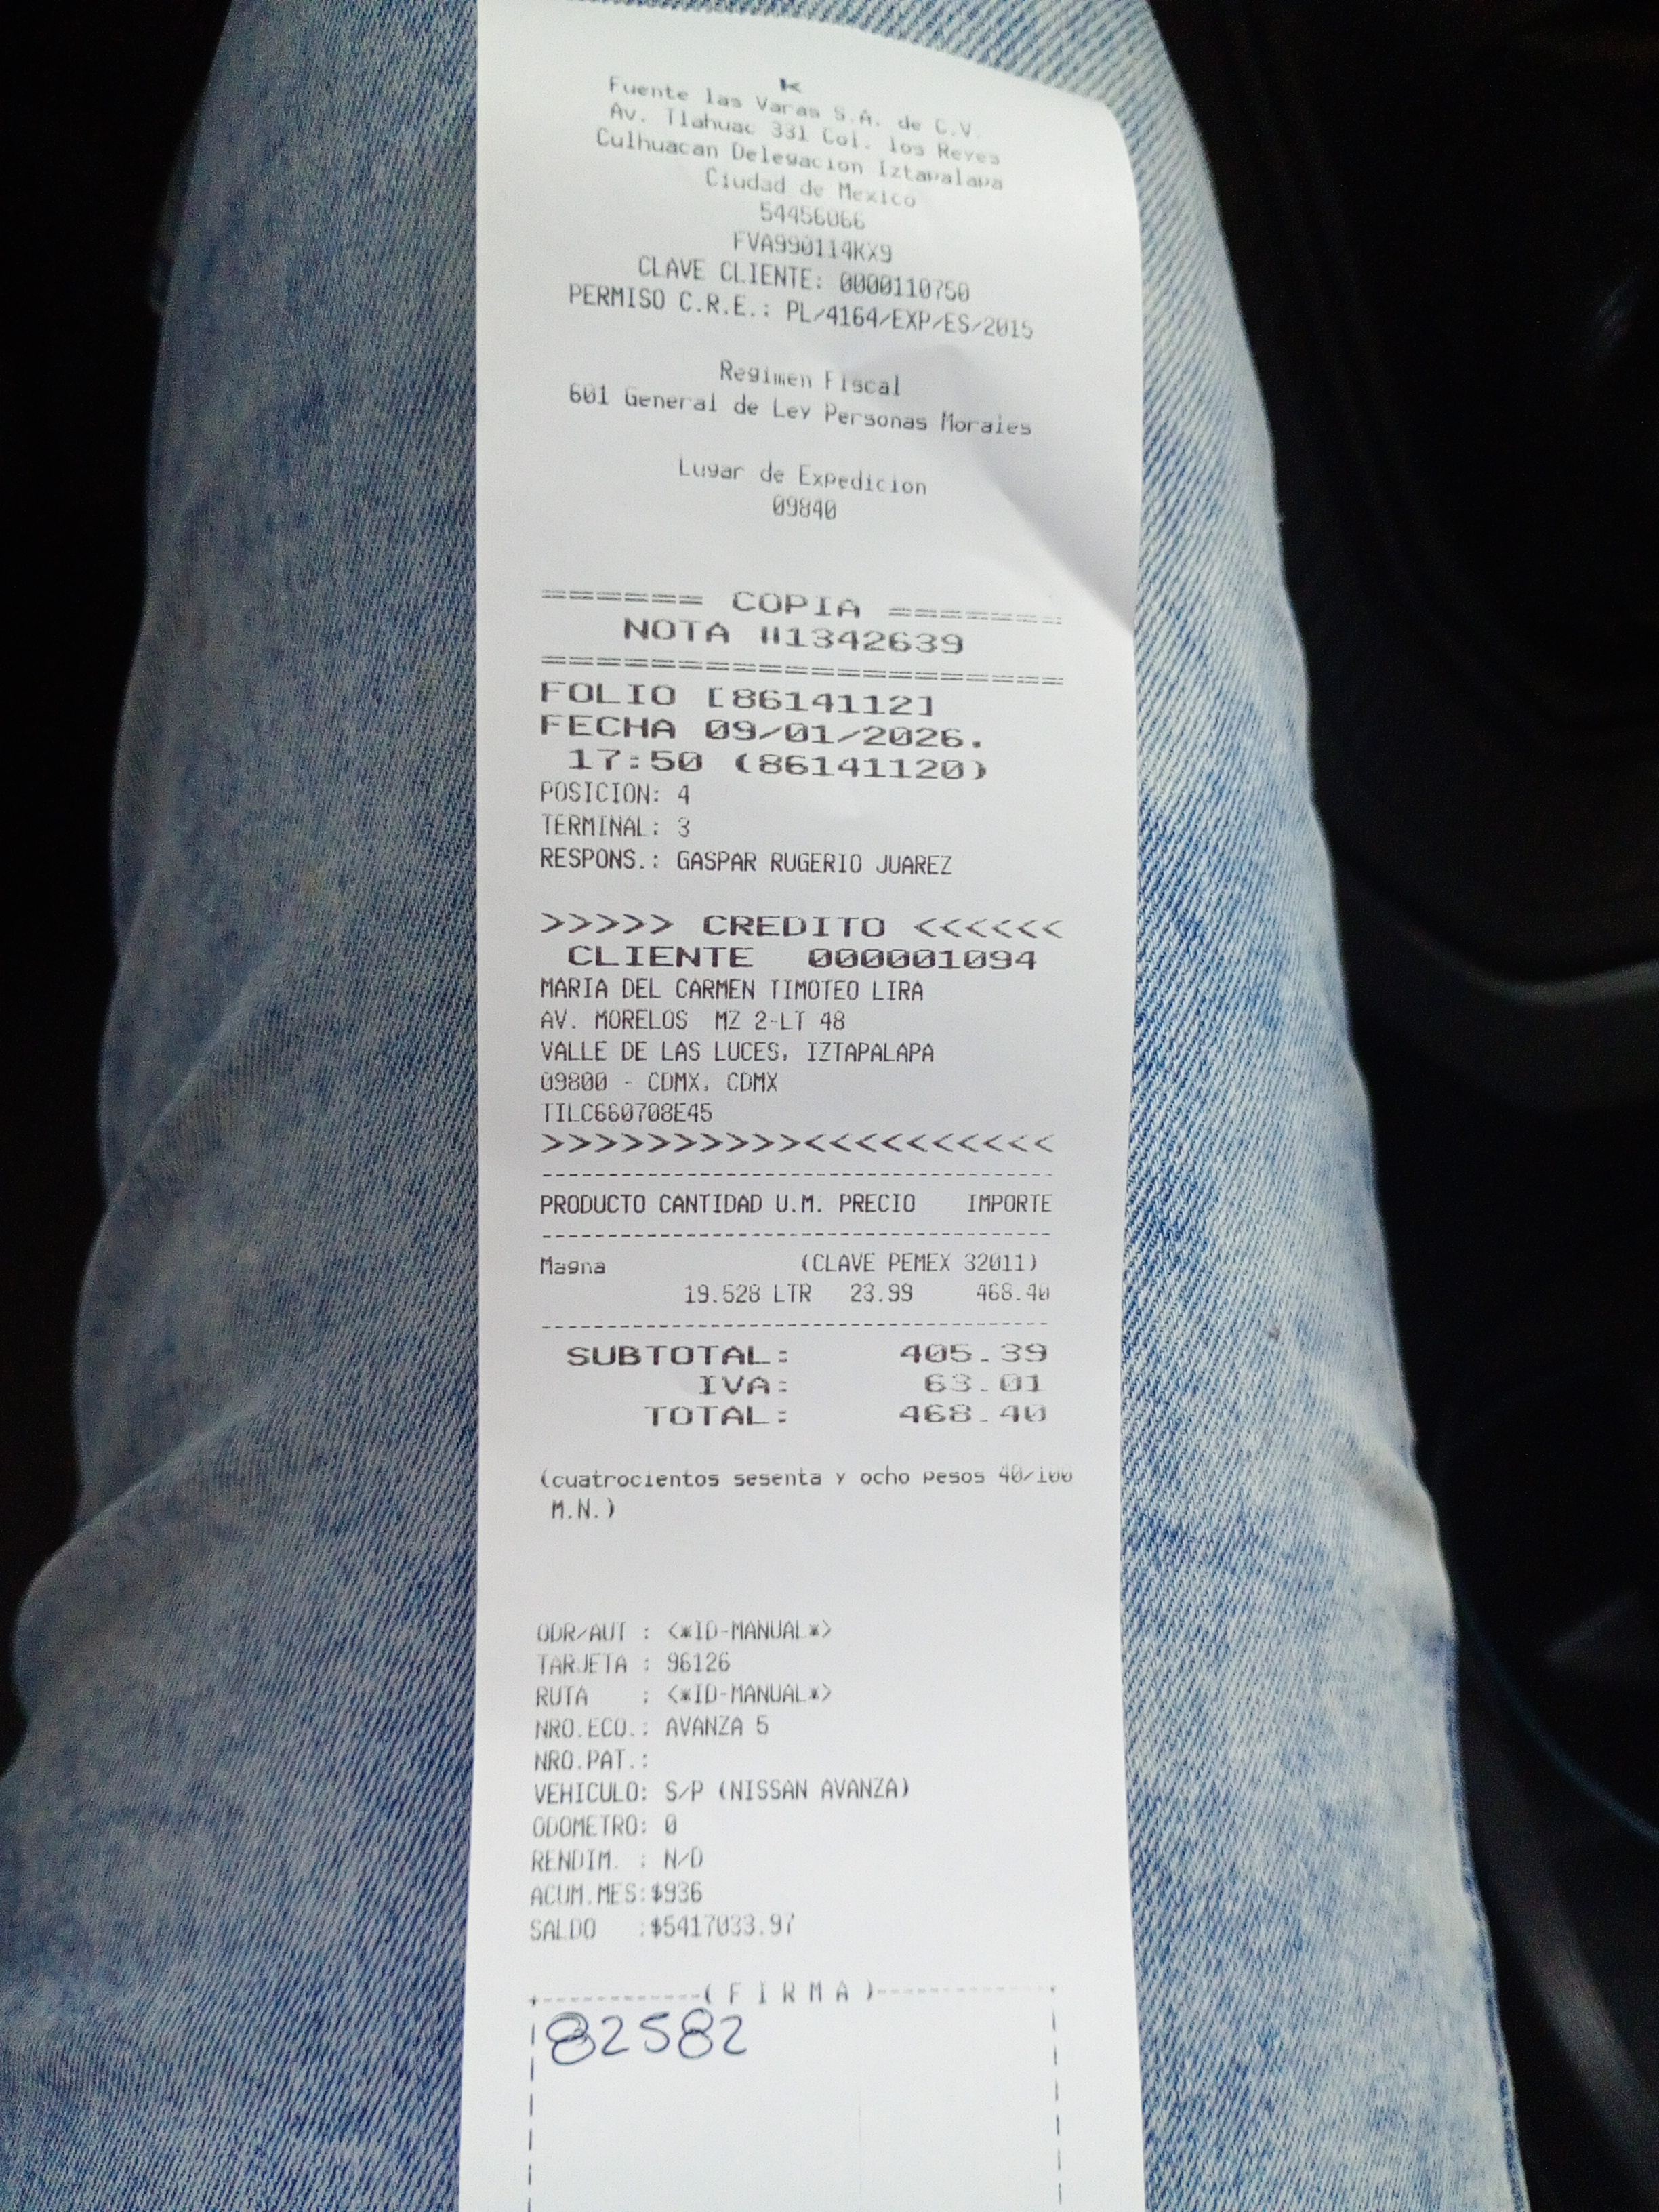 Fuente las Varas S.A. de C.V.
Av. Tlahuac 331 Col. los Reyes
Culhuacan Delegacion Iztapalapa
Ciudad de Mexico
54456066
FVA990114KX9
CLAVE CLIENTE: 0000110750
PERMISO C.R.E.: PL/4164/EXP/ES/2015
Regimen Fiscal
601 General de Ley Personas Morales
Lugar de Expedicion
09840
====== COPIA =======
NOTA #1342639
===================
FOLIO [8614112]
FECHA 09/01/2026.
17:50 (86141120)
POSICION: 4
TERMINAL: 3
RESPONS.: GASPAR RUGERIO JUAREZ
>>>>> CREDITO <<<<<<
CLIENTE 000001094
MARIA DEL CARMEN TIMOTEO LIRA
AV. MORELOS MZ 2-LT 48
VALLE DE LAS LUCES, IZTAPALAPA
09800 - CDMX, CDMX
TILC660708E45
>>>>>>>>>><<<<<<<<<<
PRODUCTO CANTIDAD U.M. PRECIO IMPORTE
Magna (CLAVE PEMEX 32011)
19.528 LTR 23.99 468.40
SUBTOTAL: 405.39
IVA: 63.01
TOTAL: 468.40
(cuatrocientos sesenta y ocho pesos 40/100
M.N.)
ODR/AUT : <*ID-MANUAL*>
TARJETA : 96126
RUTA : <*ID-MANUAL*>
NRO.ECO.: AVANZA 5
NRO.PAT.:
VEHICULO: S/P (NISSAN AVANZA)
ODOMETRO: 0
RENDIM. : N/D
ACUM.MES:$936
SALDO :$5417033.97
+------------(F I R M A)-------------+
82582